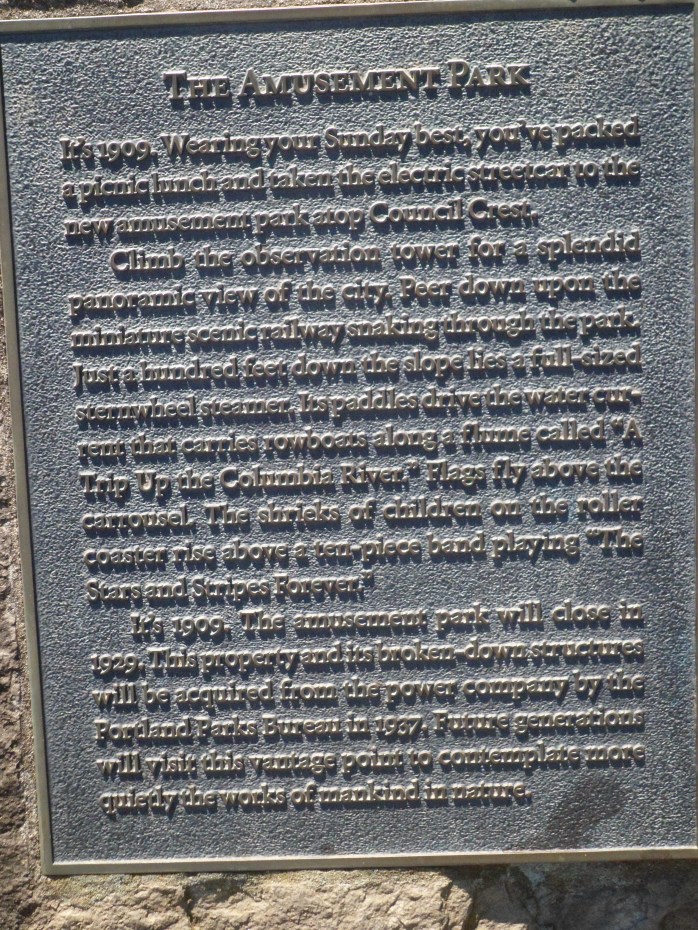 THE AMUSEMENT PARK
It's 1909. Wearing your Sunday best, you've packed
a picnic lunch and taken the electric streetcar to the
new amusement park atop Council Crest.
Climb the observation tower for a splendid
panoramic view of the city. Peer down upon the
miniature scenic railway snaking through the park.
Just a hundred feet down the slope lies a full-sized
sternwheel steamer. Its paddles drive the water cur-
rent that carries rowboats along a flume called "A
Trip Up the Columbia River." Flags fly above the
carrousel. The shrieks of children on the roller
coaster rise above a ten-piece band playing "The
Stars and Stripes Forever."
It's 1909. The amusement park will close in
1929. This property and its broken-down structures
will be acquired from the power company by the
Portland Parks Bureau in 1937. Future generations
will visit this vantage point to contemplate more
quietly the works of mankind in nature.